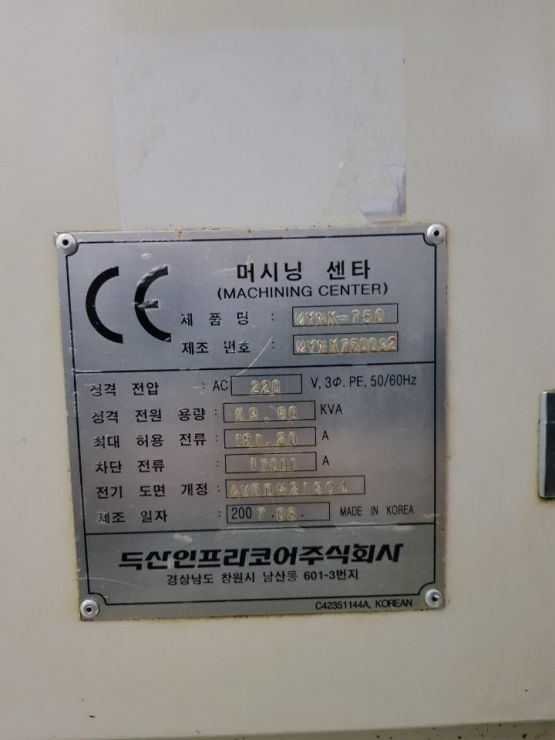 CE
머시닝 센타
(MACHINING CENTER)
제 품 명 : MYNX-750
제조 번호 :
정격 전압 : AC 220 V, 3Φ. PE, 50/60Hz
정격 전원 용량 : KVA
최대 허용 전류 : A
차단 전류 : A
전기 도면 개정 :
제조 일자 : 200 MADE IN KOREA
두산인프라코어주식회사
경상남도 창원시 남산동 601-3번지
C42351144A, KOREAN